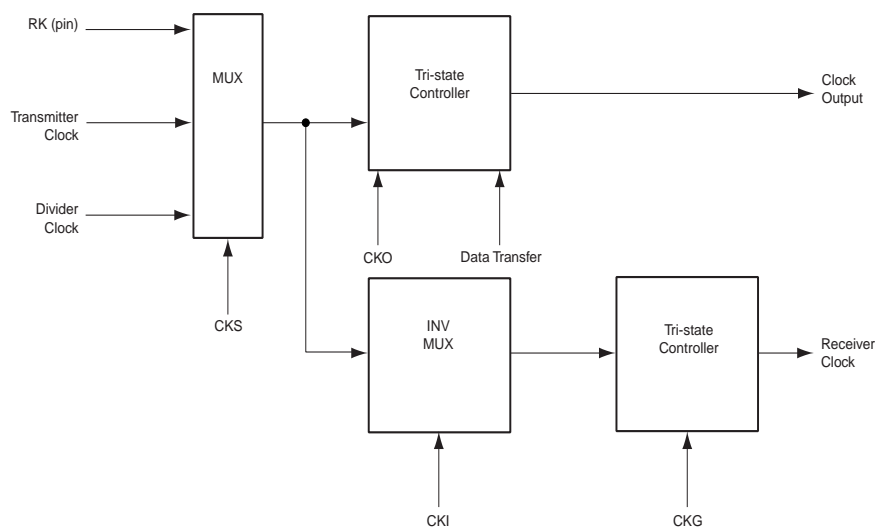 RK (pin)
MUX
Tri-state
Controller
Clock
Output
Transmitter
Clock
Divider
Clock
CKO
Data Transfer
CKS
INV
MUX
Tri-state
Controller
Receiver
Clock
CKI
CKG